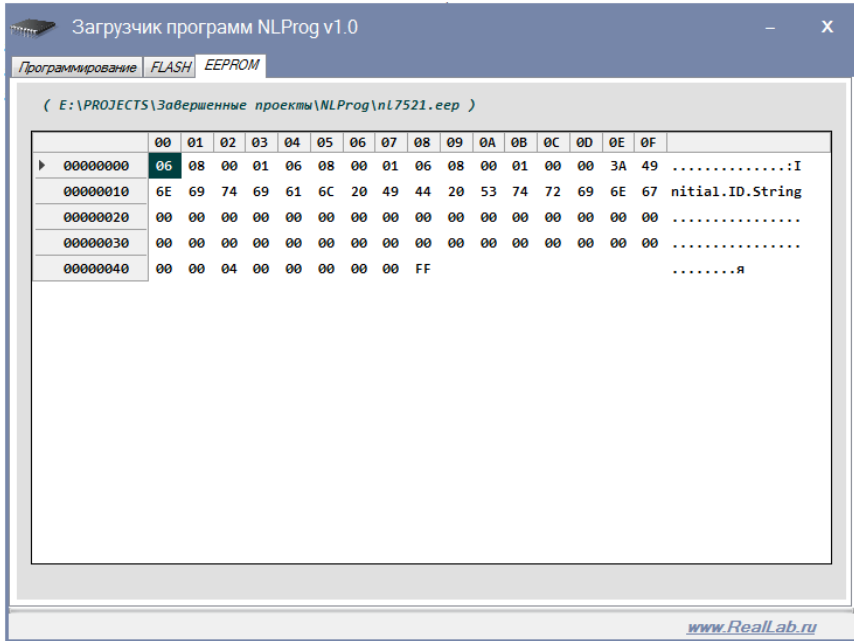 Загрузчик программ NLProg v1.0
– X
Программирование FLASH EEPROM
( E:\PROJECTS\Завершенные проекты\NLProg\nl7521.eep )
00 01 02 03 04 05 06 07 08 09 0A 0B 0C 0D 0E 0F
00000000 06 08 00 01 06 08 00 01 06 08 00 01 00 00 3A 49 ..............:I
00000010 6E 69 74 69 61 6C 20 49 44 20 53 74 72 69 6E 67 nitial.ID.String
00000020 00 00 00 00 00 00 00 00 00 00 00 00 00 00 00 00 ................
00000030 00 00 00 00 00 00 00 00 00 00 00 00 00 00 00 00 ................
00000040 00 00 04 00 00 00 00 00 FF ........я
www.RealLab.ru